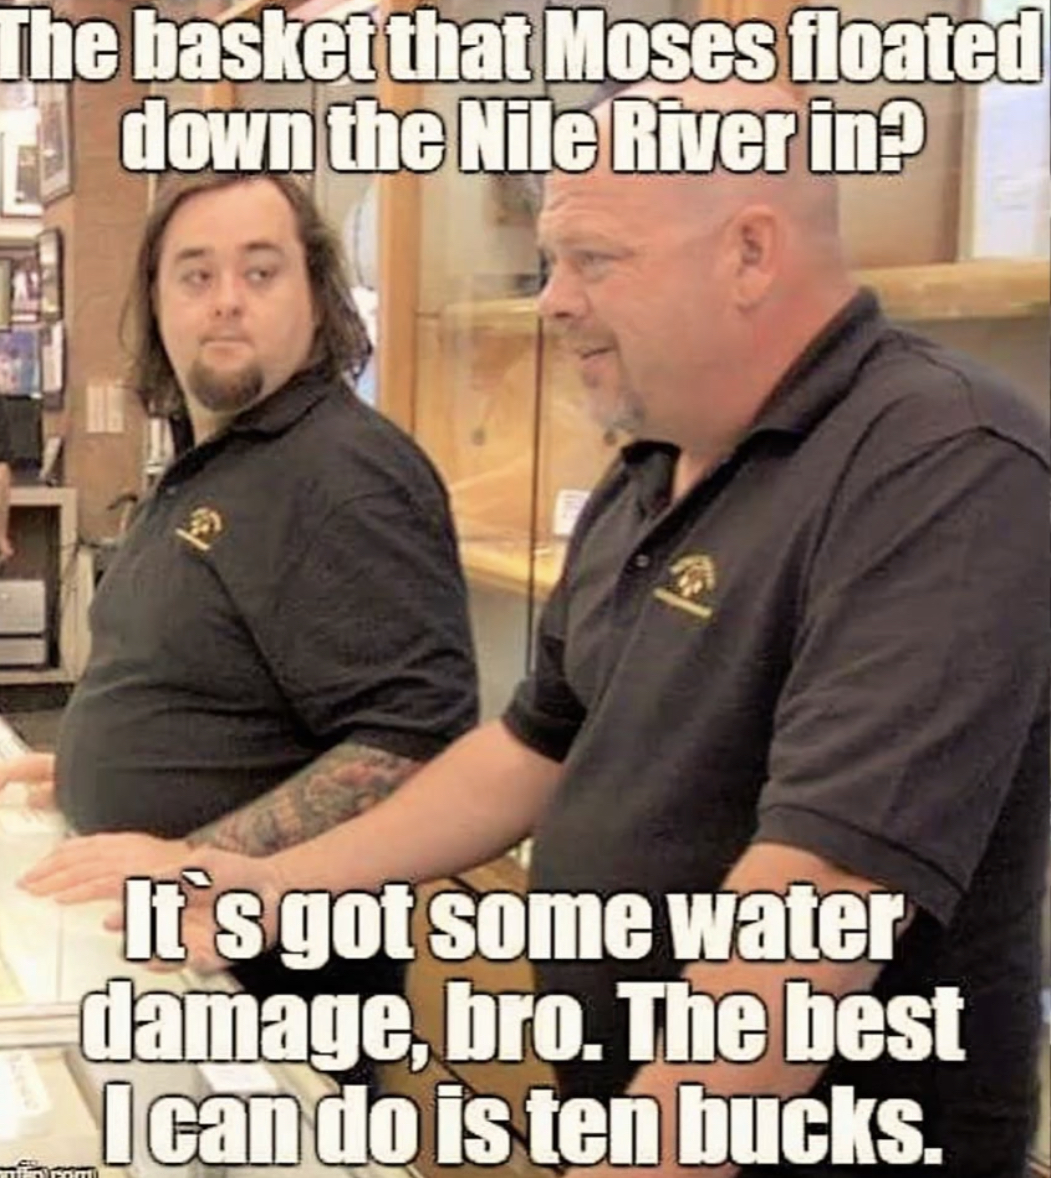 The basket that Moses floated
down the Nile River in?
It`s got some water
damage, bro. The best
I can do is ten bucks.